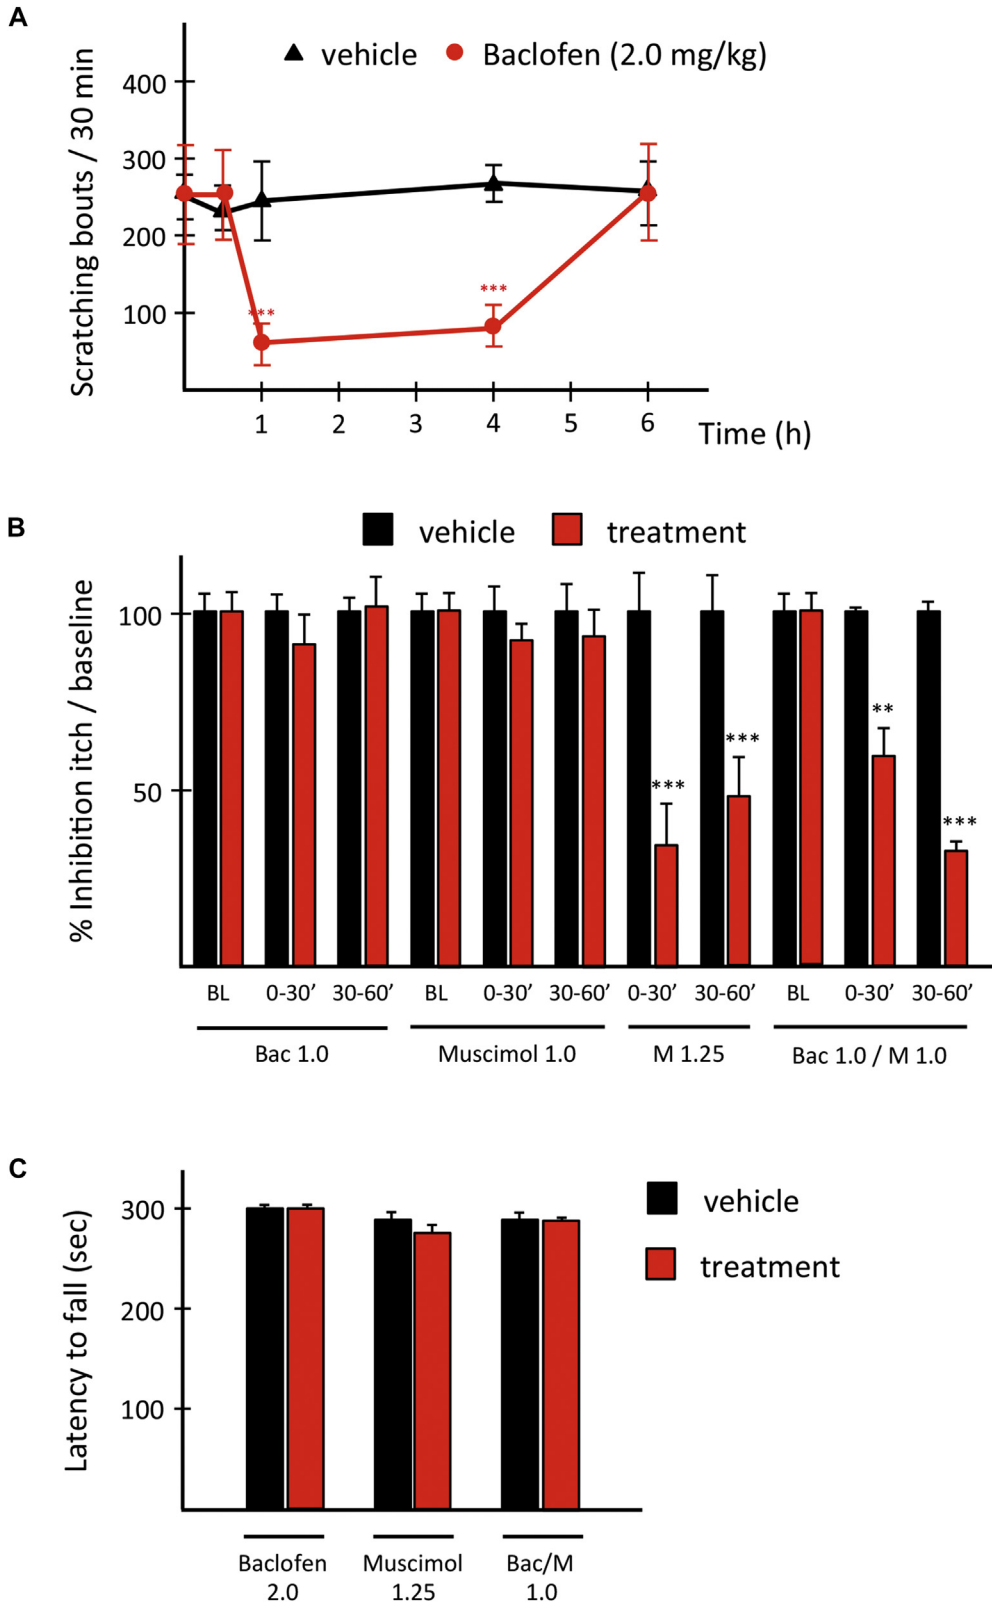 A
vehicle Baclofen (2.0 mg/kg)
Scratching bouts / 30 min
400
300
200
100
***
***
1 2 3 4 5 6
Time (h)
B
vehicle treatment
% Inhibition itch / baseline
100
50
***
***
**
***
BL 0-30’ 30-60’ BL 0-30’ 30-60’ 0-30’ 30-60’ BL 0-30’ 30-60’
Bac 1.0 Muscimol 1.0 M 1.25 Bac 1.0 / M 1.0
C
vehicle
treatment
Latency to fall (sec)
300
200
100
Baclofen Muscimol Bac/M
2.0 1.25 1.0